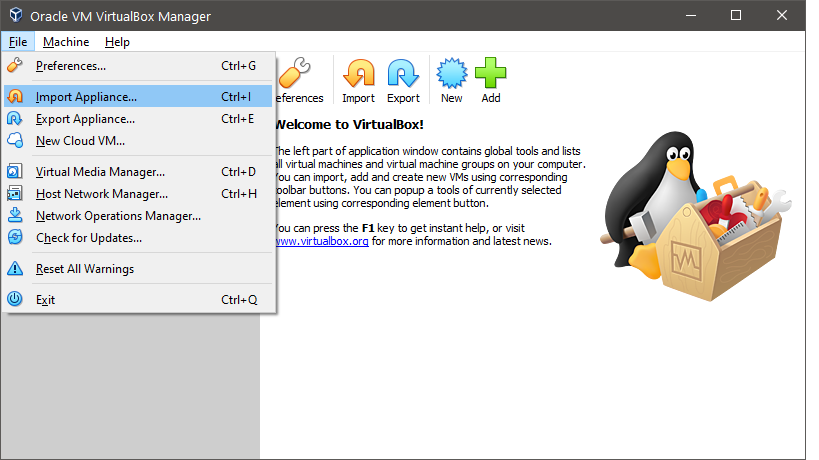 Oracle VM VirtualBox Manager
File Machine Help
Preferences... Ctrl+G
Import Appliance... Ctrl+I
Export Appliance... Ctrl+E
New Cloud VM...
Virtual Media Manager... Ctrl+D
Host Network Manager... Ctrl+H
Network Operations Manager...
Check for Updates...
Reset All Warnings
Exit Ctrl+Q
eferences Import Export New Add
Welcome to VirtualBox!
The left part of application window contains global tools and lists
all virtual machines and virtual machine groups on your computer.
You can import, add and create new VMs using corresponding
toolbar buttons. You can popup a tools of currently selected
element using corresponding element button.
You can press the F1 key to get instant help, or visit
www.virtualbox.org for more information and latest news.